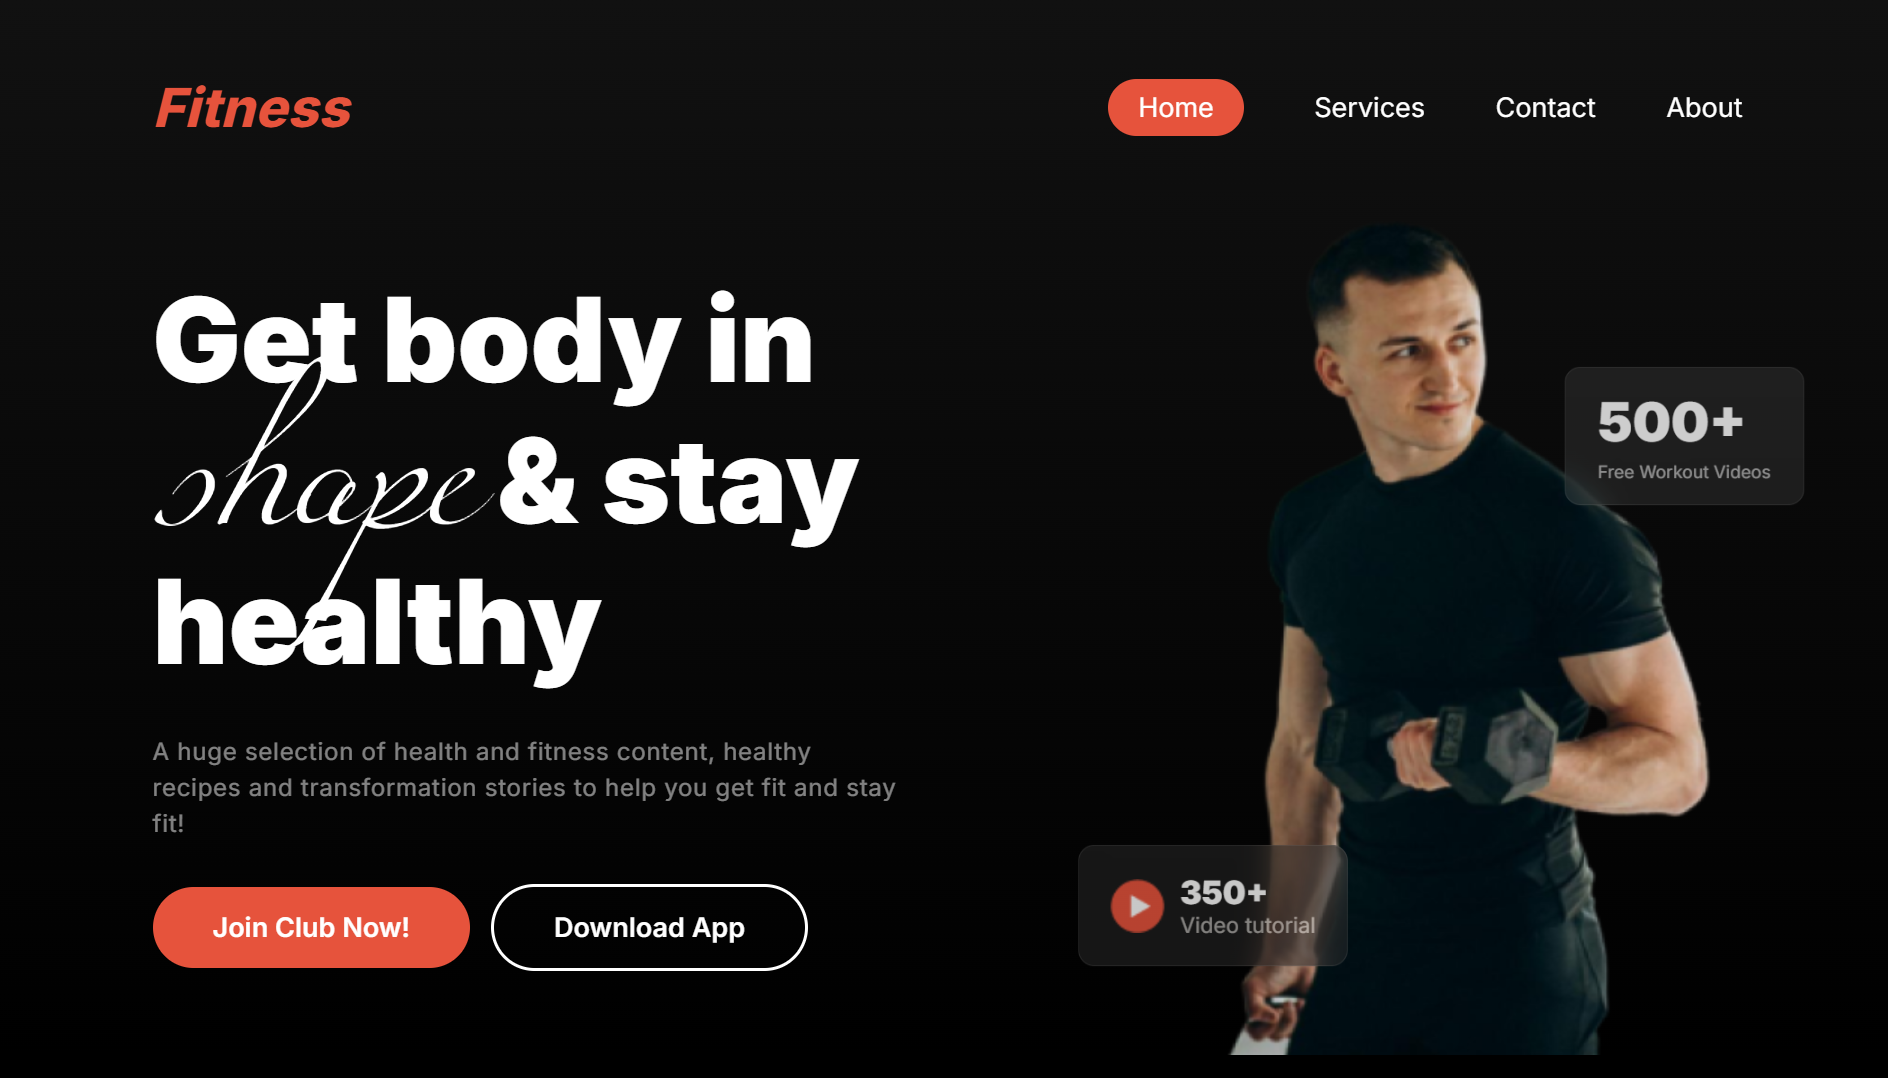 Fitness
Home
Services
Contact
About
Get body in
shape & stay
healthy
A huge selection of health and fitness content, healthy
recipes and transformation stories to help you get fit and stay
fit!
Join Club Now!
Download App
500+
Free Workout Videos
350+
Video tutorial